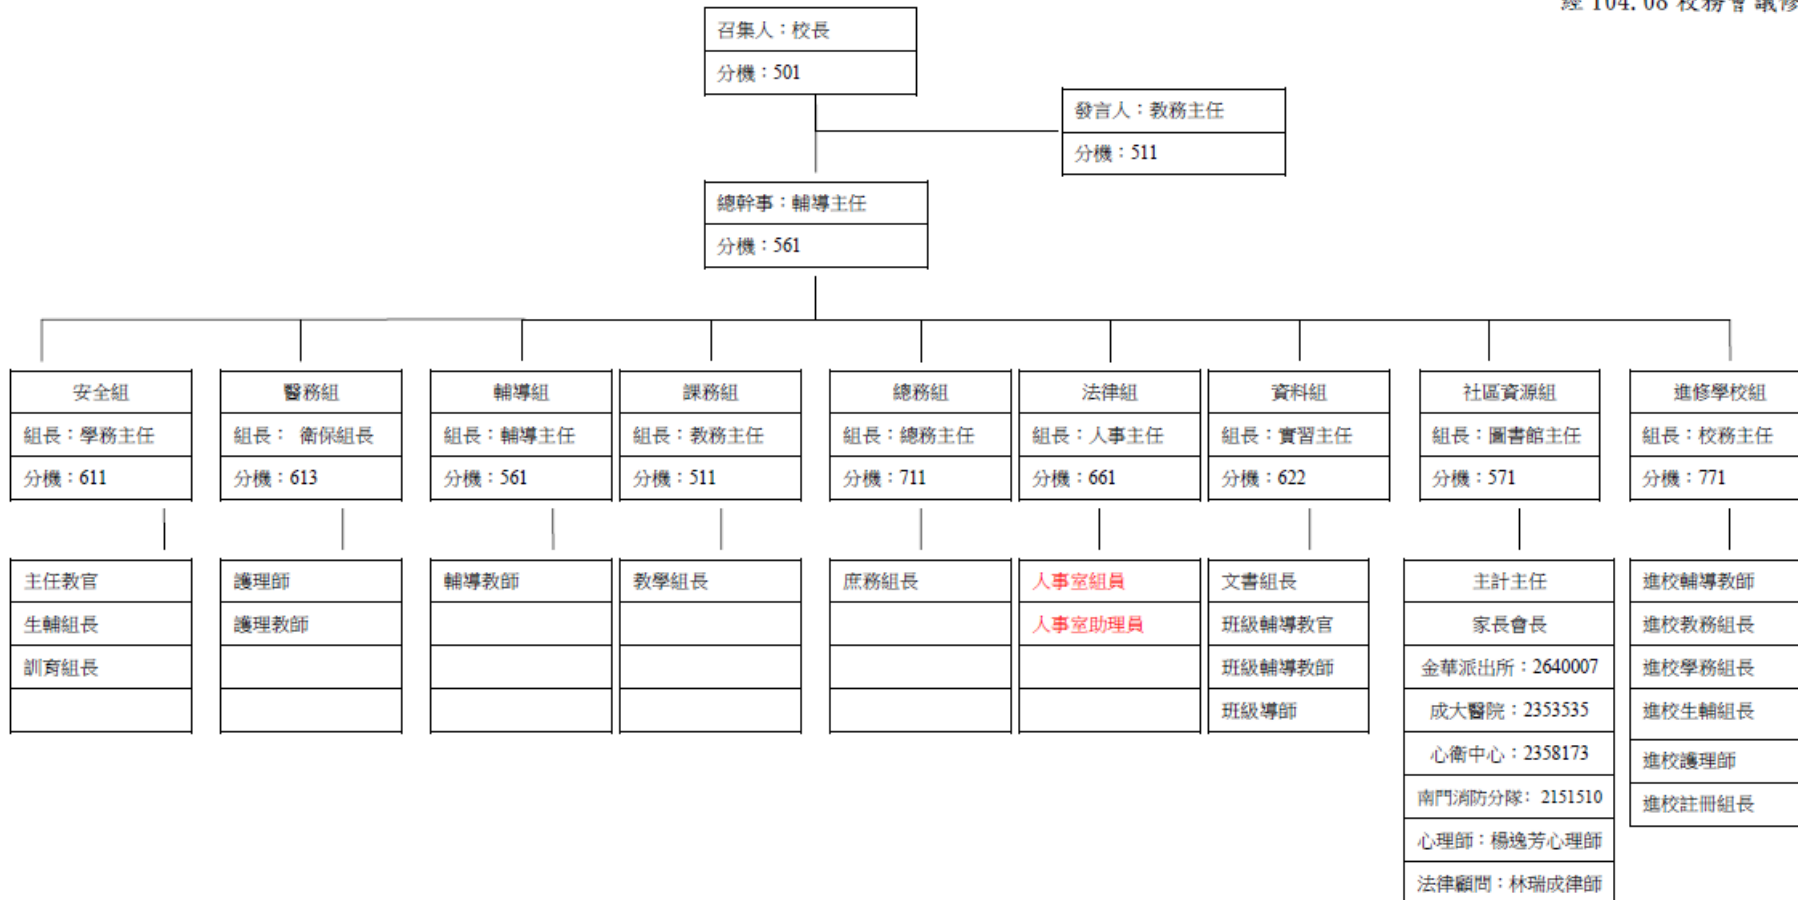 經 104.08 校務會議修
召集人：校長
分機：501
發言人：教務主任
分機：511
總幹事：輔導主任
分機：561
安全組
組長：學務主任
分機：611
主任教官
生輔組長
訓育組長
醫務組
組長： 衛保組長
分機：613
護理師
護理教師
輔導組
組長：輔導主任
分機：561
輔導教師
課務組
組長：教務主任
分機：511
教學組長
總務組
組長：總務主任
分機：711
庶務組長
法律組
組長：人事主任
分機：661
人事室組員
人事室助理員
資料組
組長：實習主任
分機：622
文書組長
班級輔導教官
班級輔導教師
班級導師
社區資源組
組長：圖書館主任
分機：571
主計主任
家長會長
金華派出所：2640007
成大醫院：2353535
心衛中心：2358173
南門消防分隊：2151510
心理師：楊逸芳心理師
法律顧問：林瑞成律師
進修學校組
組長：校務主任
分機：771
進校輔導教師
進校教務組長
進校學務組長
進校生輔組長
進校護理師
進校註冊組長